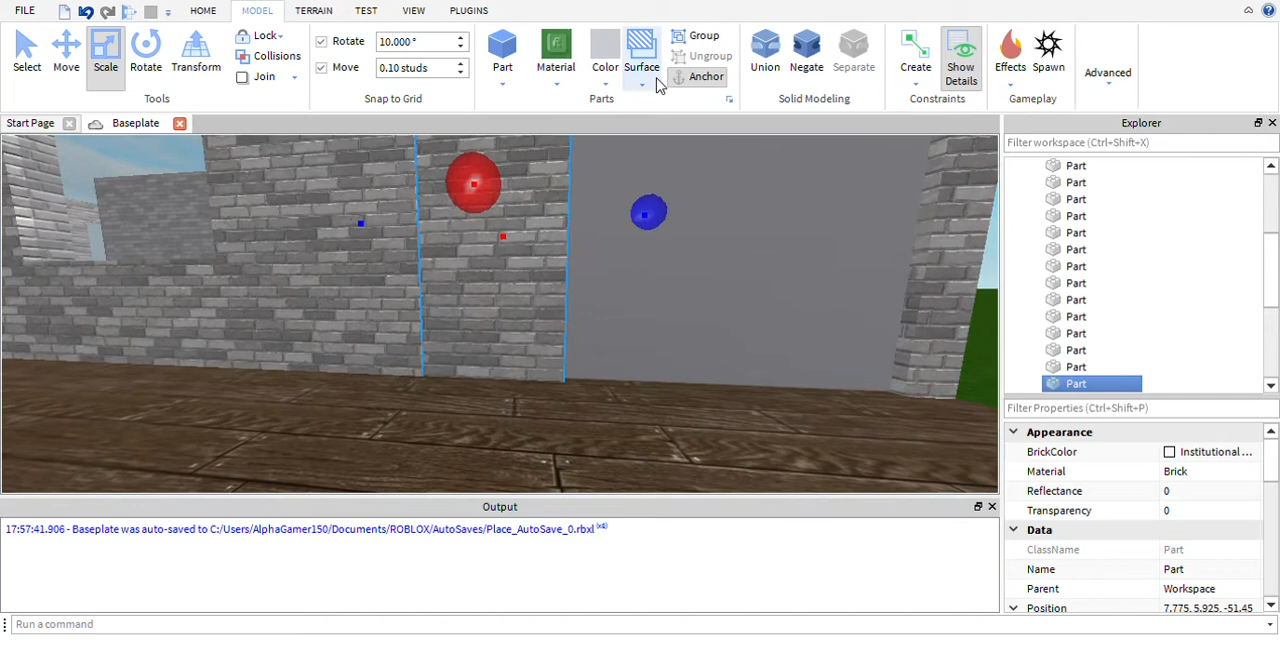 FILE HOME MODEL TERRAIN TEST VIEW PLUGINS
Select Move Scale Rotate Transform
Lock
Collisions
Join
Tools
Rotate 10.000 °
Move 0.10 studs
Snap to Grid
Part Material Color Surface
Group
Ungroup
Anchor
Parts
Union Negate Separate
Solid Modeling
Create Show Details
Constraints
Effects Spawn
Gameplay
Advanced
Start Page Baseplate
Explorer
Filter workspace (Ctrl+Shift+X)
Part
Part
Part
Part
Part
Part
Part
Part
Part
Part
Part
Part
Part
Part
Filter Properties (Ctrl+Shift+P)
Appearance
BrickColor Institutional ...
Material Brick
Reflectance 0
Transparency 0
Data
ClassName Part
Name Part
Parent Workspace
Position 7.775, 5.925, -51.45
Output
17:57:41.906 - Baseplate was auto-saved to C:/Users/AlphaGamer150/Documents/ROBLOX/AutoSaves/Place_AutoSave_0.rbxl
Run a command